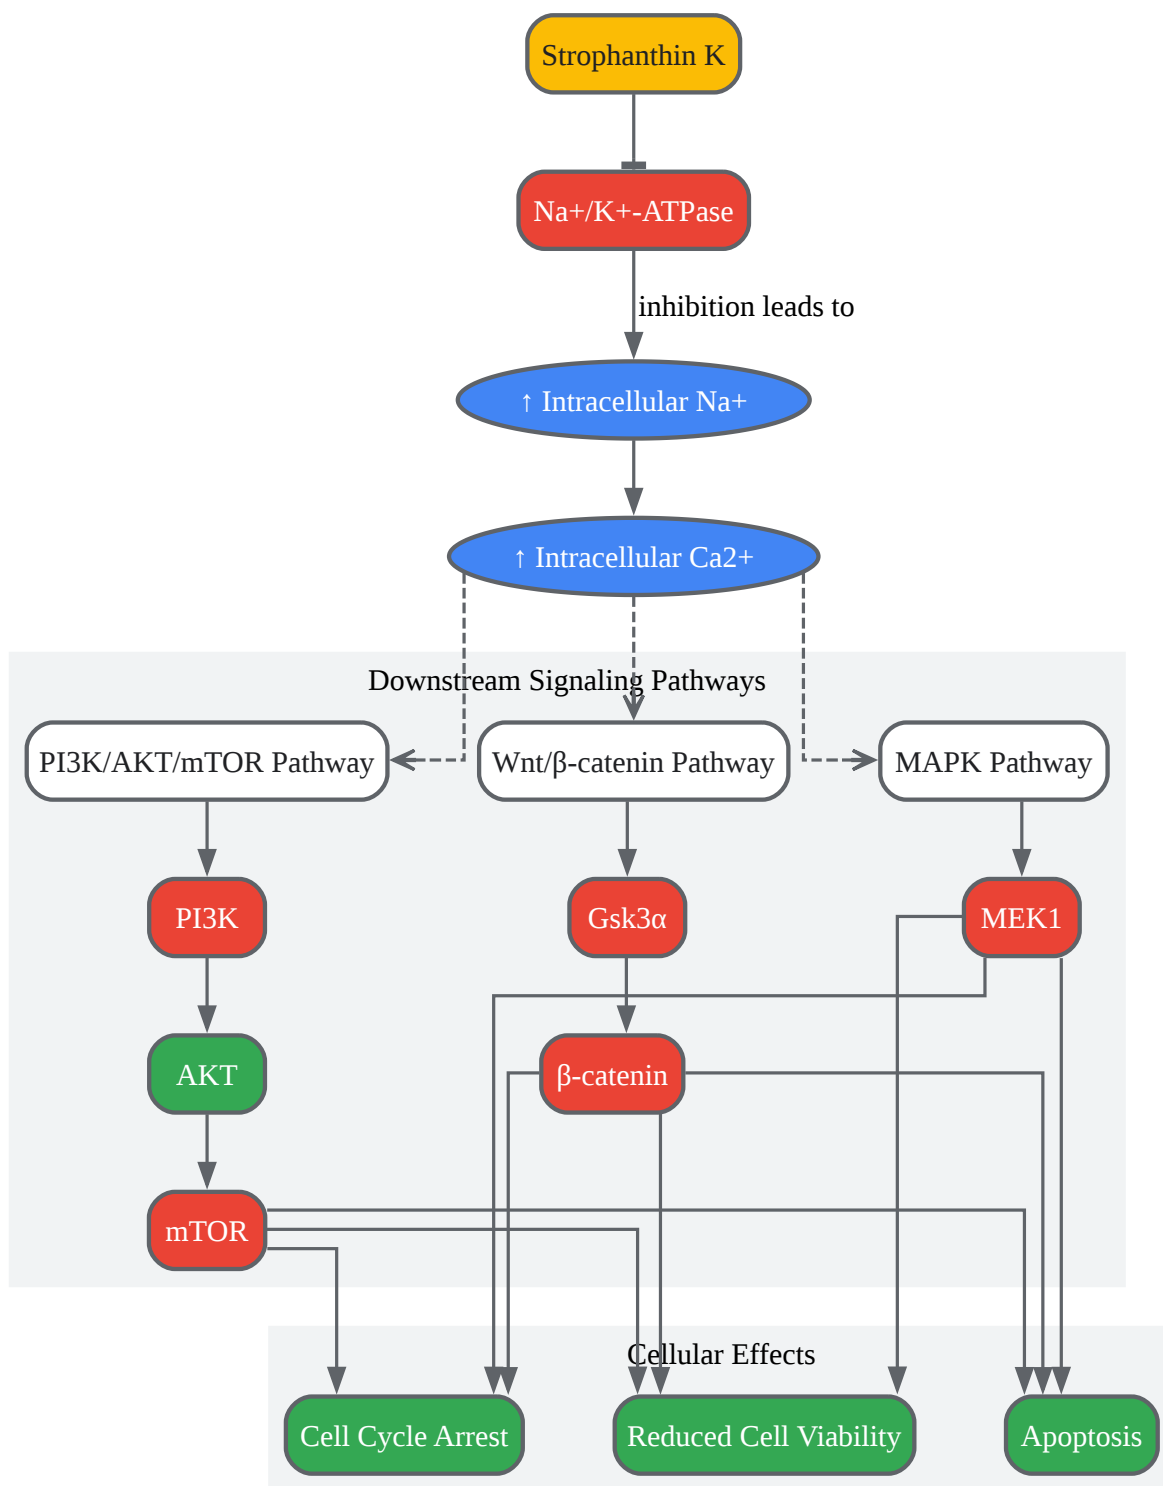 Strophanthin K
Na+/K+-ATPase
inhibition leads to
↑ Intracellular Na+
↑ Intracellular Ca2+
Downstream Signaling Pathways
PI3K/AKT/mTOR Pathway
Wnt/β-catenin Pathway
MAPK Pathway
PI3K
Gsk3α
MEK1
AKT
β-catenin
mTOR
Cellular Effects
Cell Cycle Arrest
Reduced Cell Viability
Apoptosis